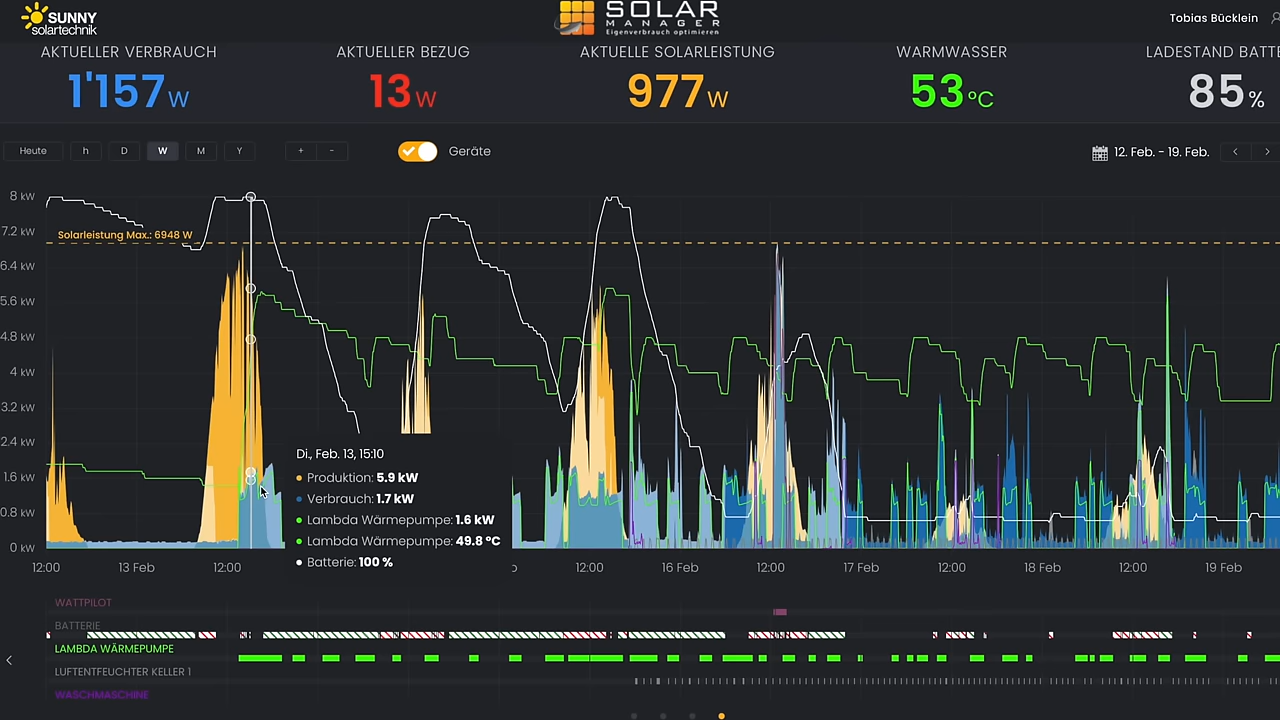 SUNNY
solartechnik
SOLAR
MANAGER
Eigenverbrauch optimieren
Tobias Bücklein
AKTUELLER VERBRAUCH
AKTUELLER BEZUG
AKTUELLE SOLARLEISTUNG
WARMWASSER
LADESTAND BATTE
1'157 W
13 W
977 W
53 °C
85 %
Heute
h
D
W
M
Y
+
-
Geräte
12. Feb. - 19. Feb.
8 kW
7.2 kW
6.4 kW
5.6 kW
4.8 kW
4 kW
3.2 kW
2.4 kW
1.6 kW
0.8 kW
0 kW
Solarleistung Max.: 6948 W
Di, Feb. 13, 15:10
Produktion: 5.9 kW
Verbrauch: 1.7 kW
Lambda Wärmepumpe: 1.6 kW
Lambda Wärmepumpe: 49.8 °C
Batterie: 100 %
12:00
13 Feb
12:00
12:00
16 Feb
12:00
17 Feb
12:00
18 Feb
12:00
19 Feb
WATTPILOT
BATTERIE
LAMBDA WÄRMEPUMPE
LUFTENTFEUCHTER KELLER 1
WASCHMASCHINE